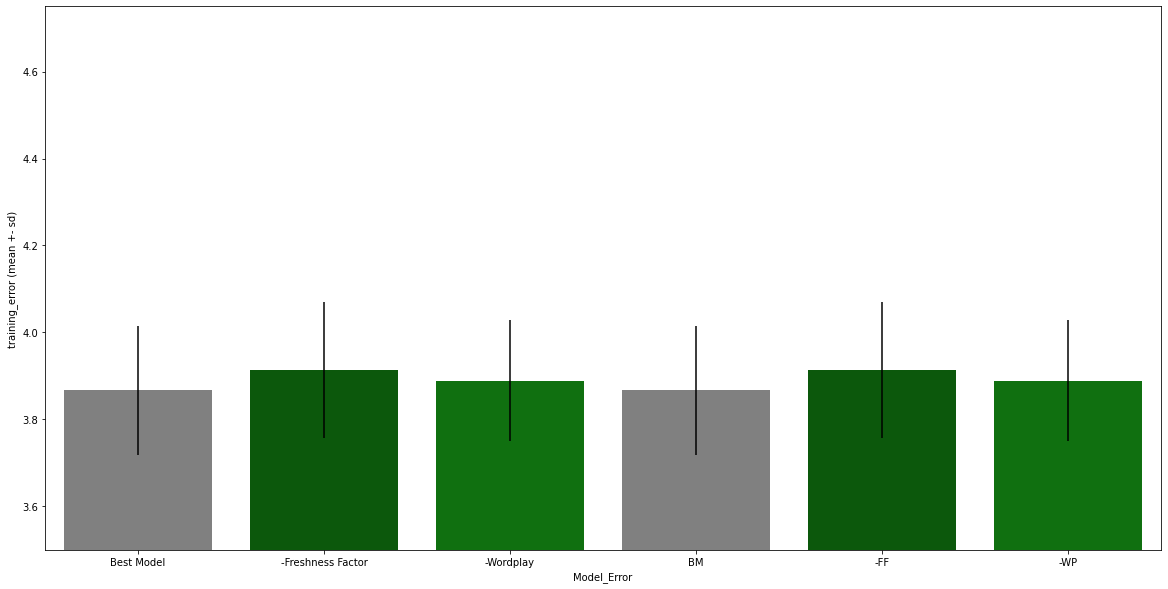 4.6
4.4
4.2
4.0
3.8
3.6
training_error (mean +- sd)
Best Model
-Freshness Factor
-Wordplay
BM
-FF
-WP
Model_Error